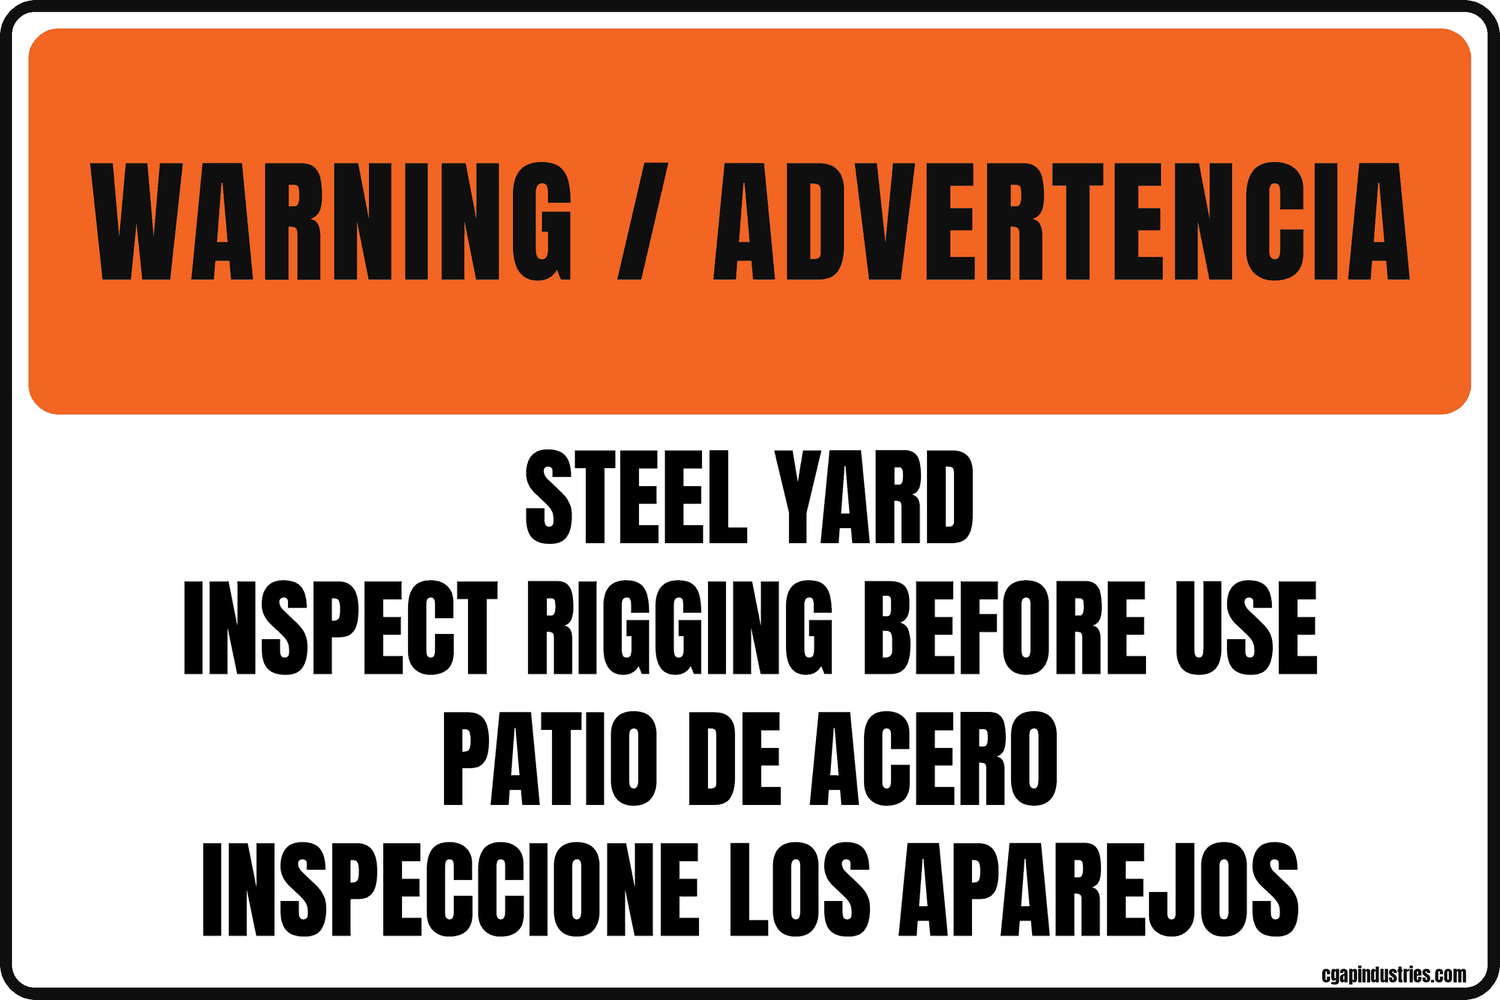 WARNING / ADVERTENCIA
STEEL YARD
INSPECT RIGGING BEFORE USE
PATIO DE ACERO
INSPECCIONE LOS APAREJOS
cgapindustries.com